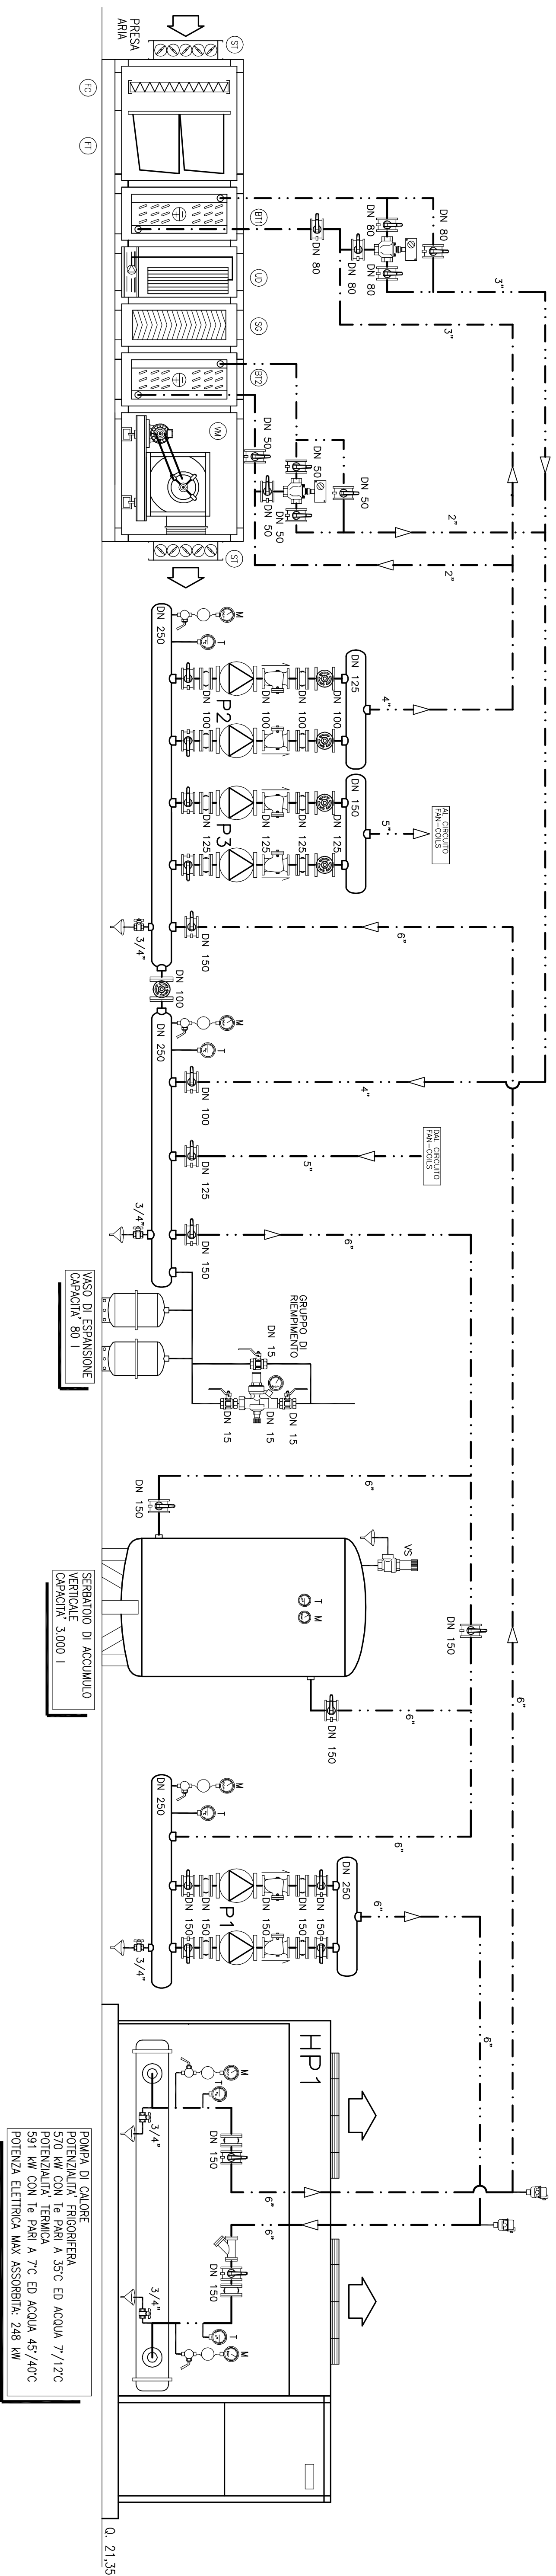 PRESA
ARIA
ST
FC
FT
BT1
UD
SG
BT2
VM
ST
DN 80
DN 80
DN 80
DN 80
DN 80
3"
3"
DN 50
DN 50
DN 50
DN 50
DN 50
2"
2"
M
T
DN 250
DN 125
4"
DN 100
DN 100
DN 100
DN 100
P2
DN 150
5"
AL CIRCUITO
FAN-COILS
DN 125
DN 125
DN 125
DN 125
P3
6"
DN 150
3/4"
DN 100
M
T
DN 250
4"
DN 100
DAL CIRCUITO
FAN-COILS
5"
DN 125
6"
DN 150
3/4"
VASO DI ESPANSIONE
CAPACITA' 80 l
GRUPPO DI
RIEMPIMENTO
DN 15
DN 15
DN 15
DN 15
6"
DN 150
VS
T
M
SERBATOIO DI ACCUMULO
VERTICALE
CAPACITA' 3.000 l
DN 150
6"
DN 150
6"
6"
M
T
DN 250
6"
DN 250
DN 150
DN 150
DN 150
DN 150
P1
3/4"
6"
6"
HP1
M
T
3/4"
DN 150
6"
6"
DN 150
3/4"
T
M
POMPA DI CALORE
POTENZIALITA' FRIGORIFERA
570 kW CON Te PARI A 35°C ED ACQUA 7°/12°C
POTENZIALITA' TERMICA
591 kW CON Te PARI A 7°C ED ACQUA 45°/40°C
POTENZA ELETTRICA MAX ASSORBITA: 248 kW
Q. 21,35